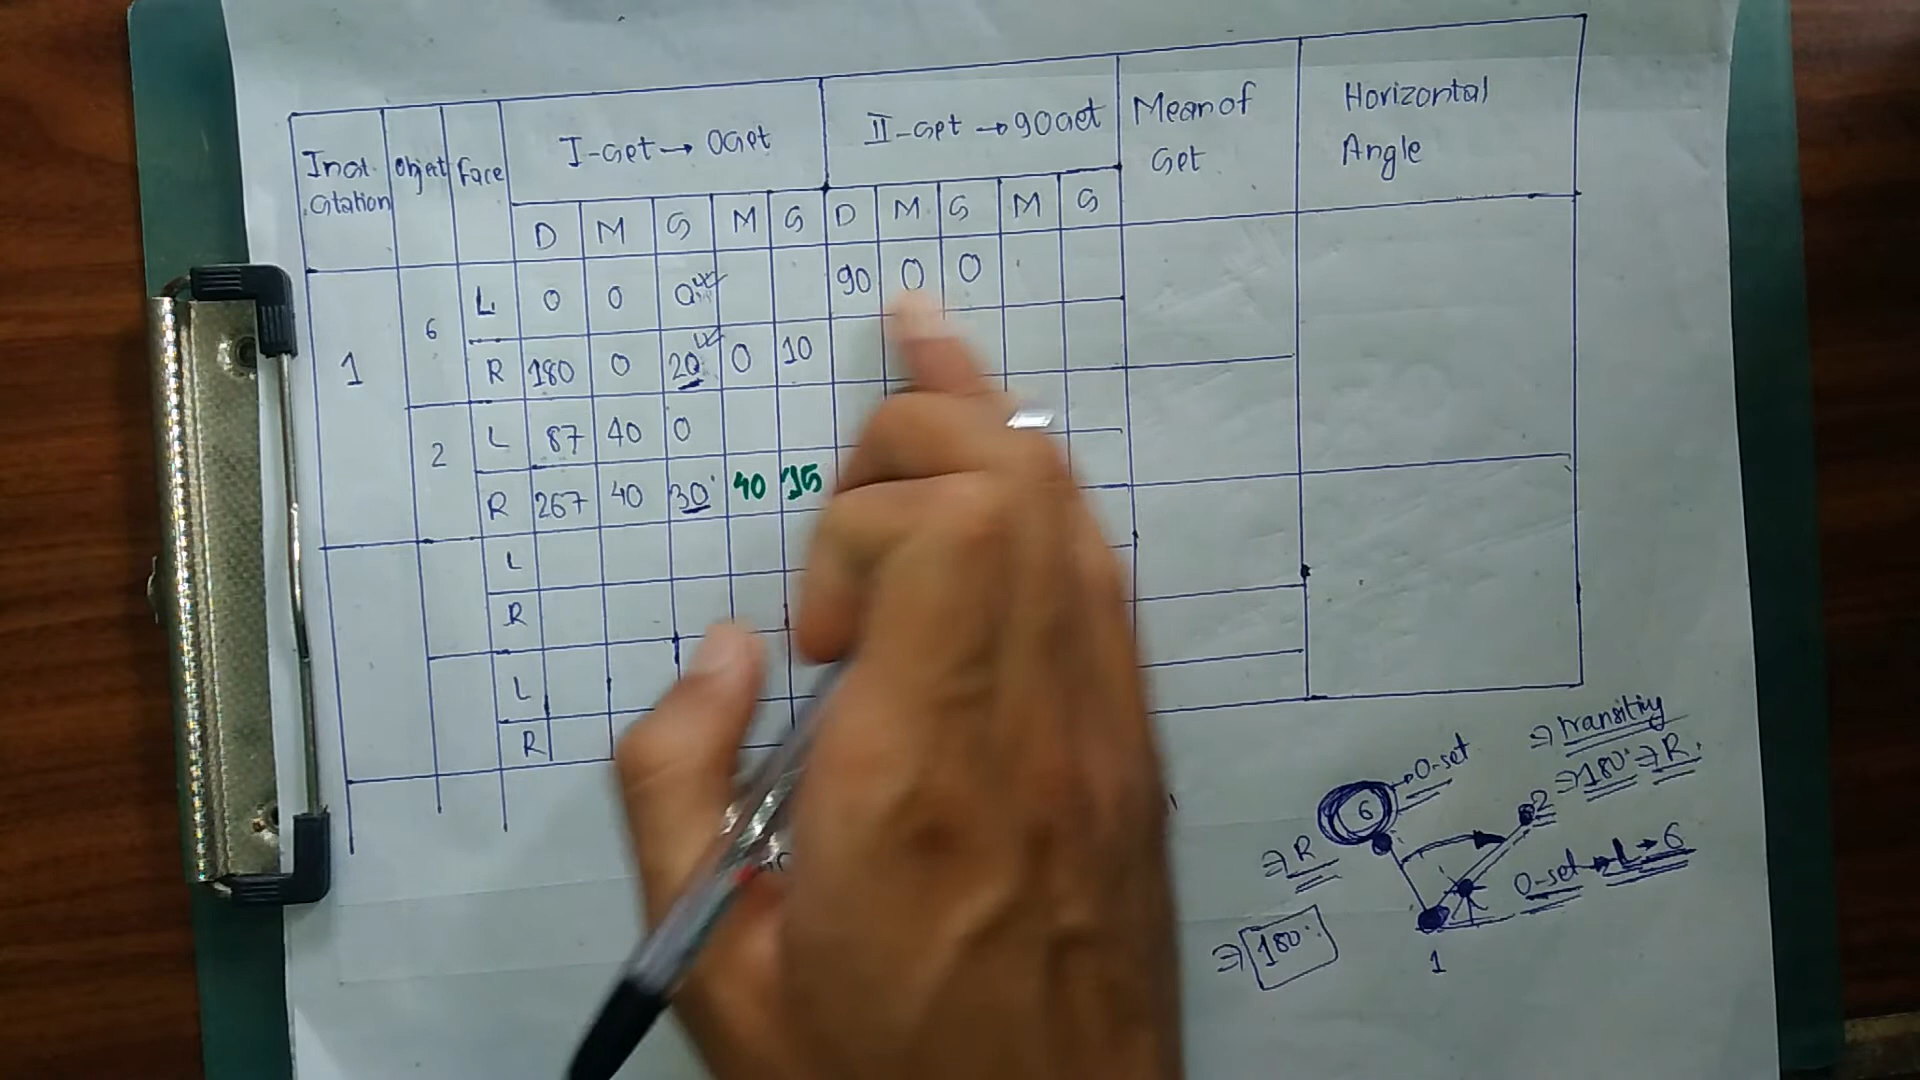 Inst. station Object face I-set → 0set II-set → 90set Mean of set Horizontal Angle
D M S M S D M S M S
1 6 L 0 0 0 90 0 0
R 180 0 20 0 10
2 L 87 40 0
R 267 40 30 40 15
L
R
L
R
⇒ transiting
⇒ 180° ⇒ R.
→ 0-set
6
2
⇒ R
0-set → L → 6
⇒ 180°
1